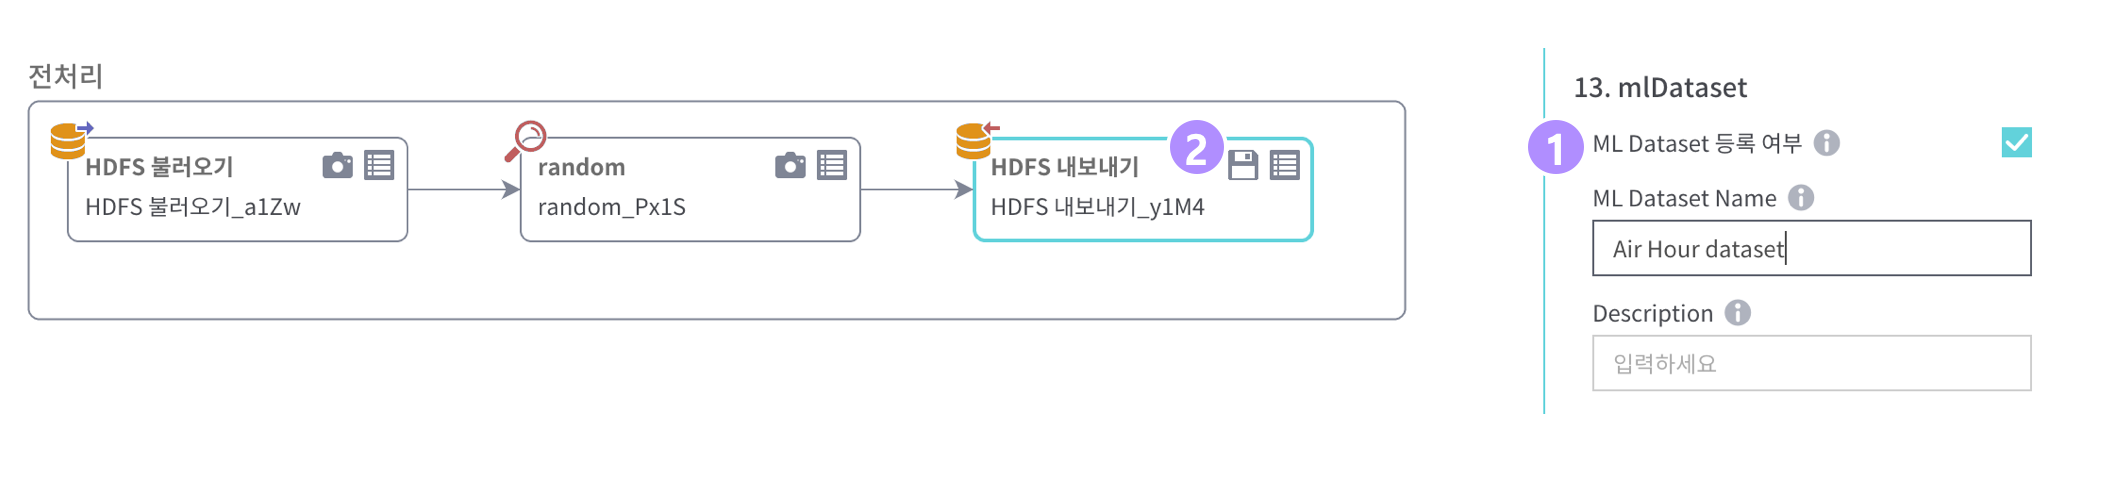 전처리
HDFS 불러오기
HDFS 불러오기_a1Zw
random
random_Px1S
HDFS 내보내기
2
HDFS 내보내기_y1M4
13. mlDataset
1
ML Dataset 등록 여부
ML Dataset Name
Air Hour dataset
Description
입력하세요